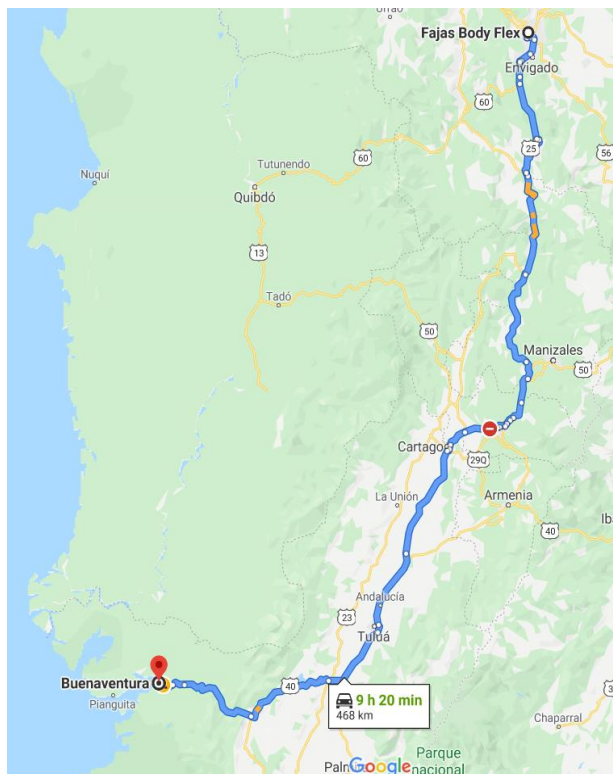 Urrao
Fajas Body Flex
Envigado
60
25
56
60
Tutunendo
Nuquí
Quibdó
13
Tadó
50
Manizales
50
Cartago
29Q
La Unión
Armenia
40
Iba
Andalucía
23
Tuluá
Buenaventura
40
Pianguita
9 h 20 min
468 km
Chaparral
3
Google
Parque
nacional